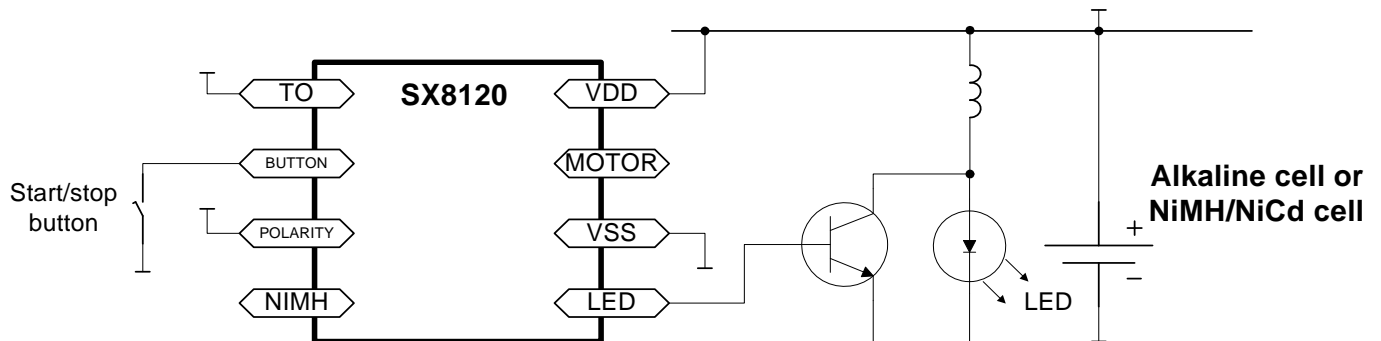 SX8120
TO
BUTTON
POLARITY
NIMH
VDD
MOTOR
VSS
LED
Start/stop
button
LED
Alkaline cell or
NiMH/NiCd cell
+
−